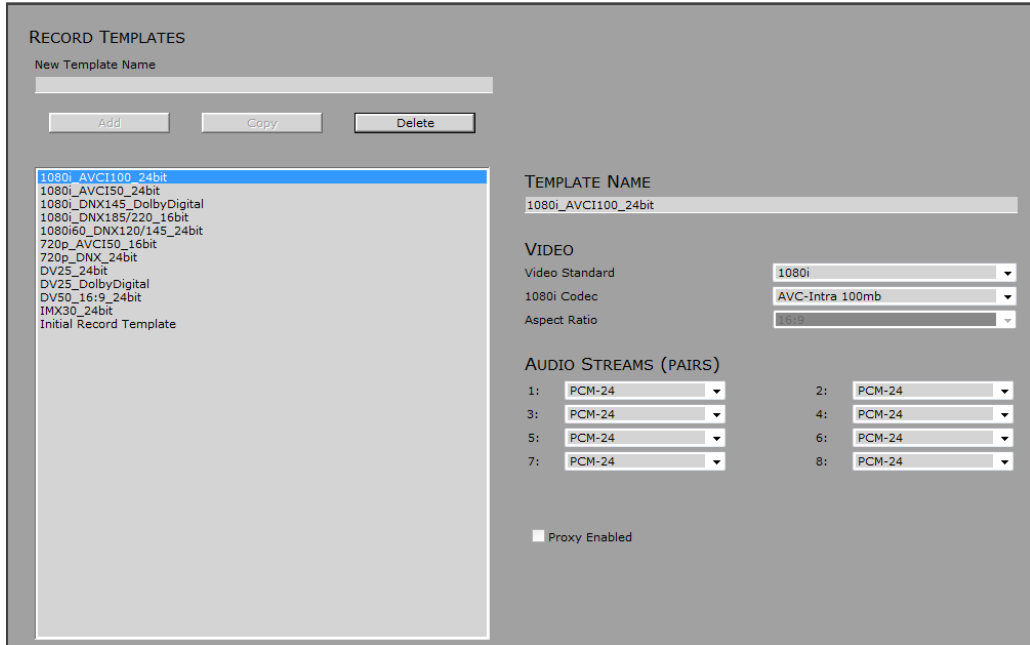 RECORD TEMPLATES
New Template Name
Add Copy Delete
1080i_AVCI100_24bit
1080i_AVCI50_24bit
1080i_DNX145_DolbyDigital
1080i_DNX185/220_16bit
1080i60_DNX120/145_24bit
720p_AVCI50_16bit
720p_DNX_24bit
DV25_24bit
DV25_DolbyDigital
DV50_16:9_24bit
IMX30_24bit
Initial Record Template
TEMPLATE NAME
1080i_AVCI100_24bit
VIDEO
Video Standard 1080i
1080i Codec AVC-Intra 100mb
Aspect Ratio 16:9
AUDIO STREAMS (PAIRS)
1: PCM-24 2: PCM-24
3: PCM-24 4: PCM-24
5: PCM-24 6: PCM-24
7: PCM-24 8: PCM-24
Proxy Enabled